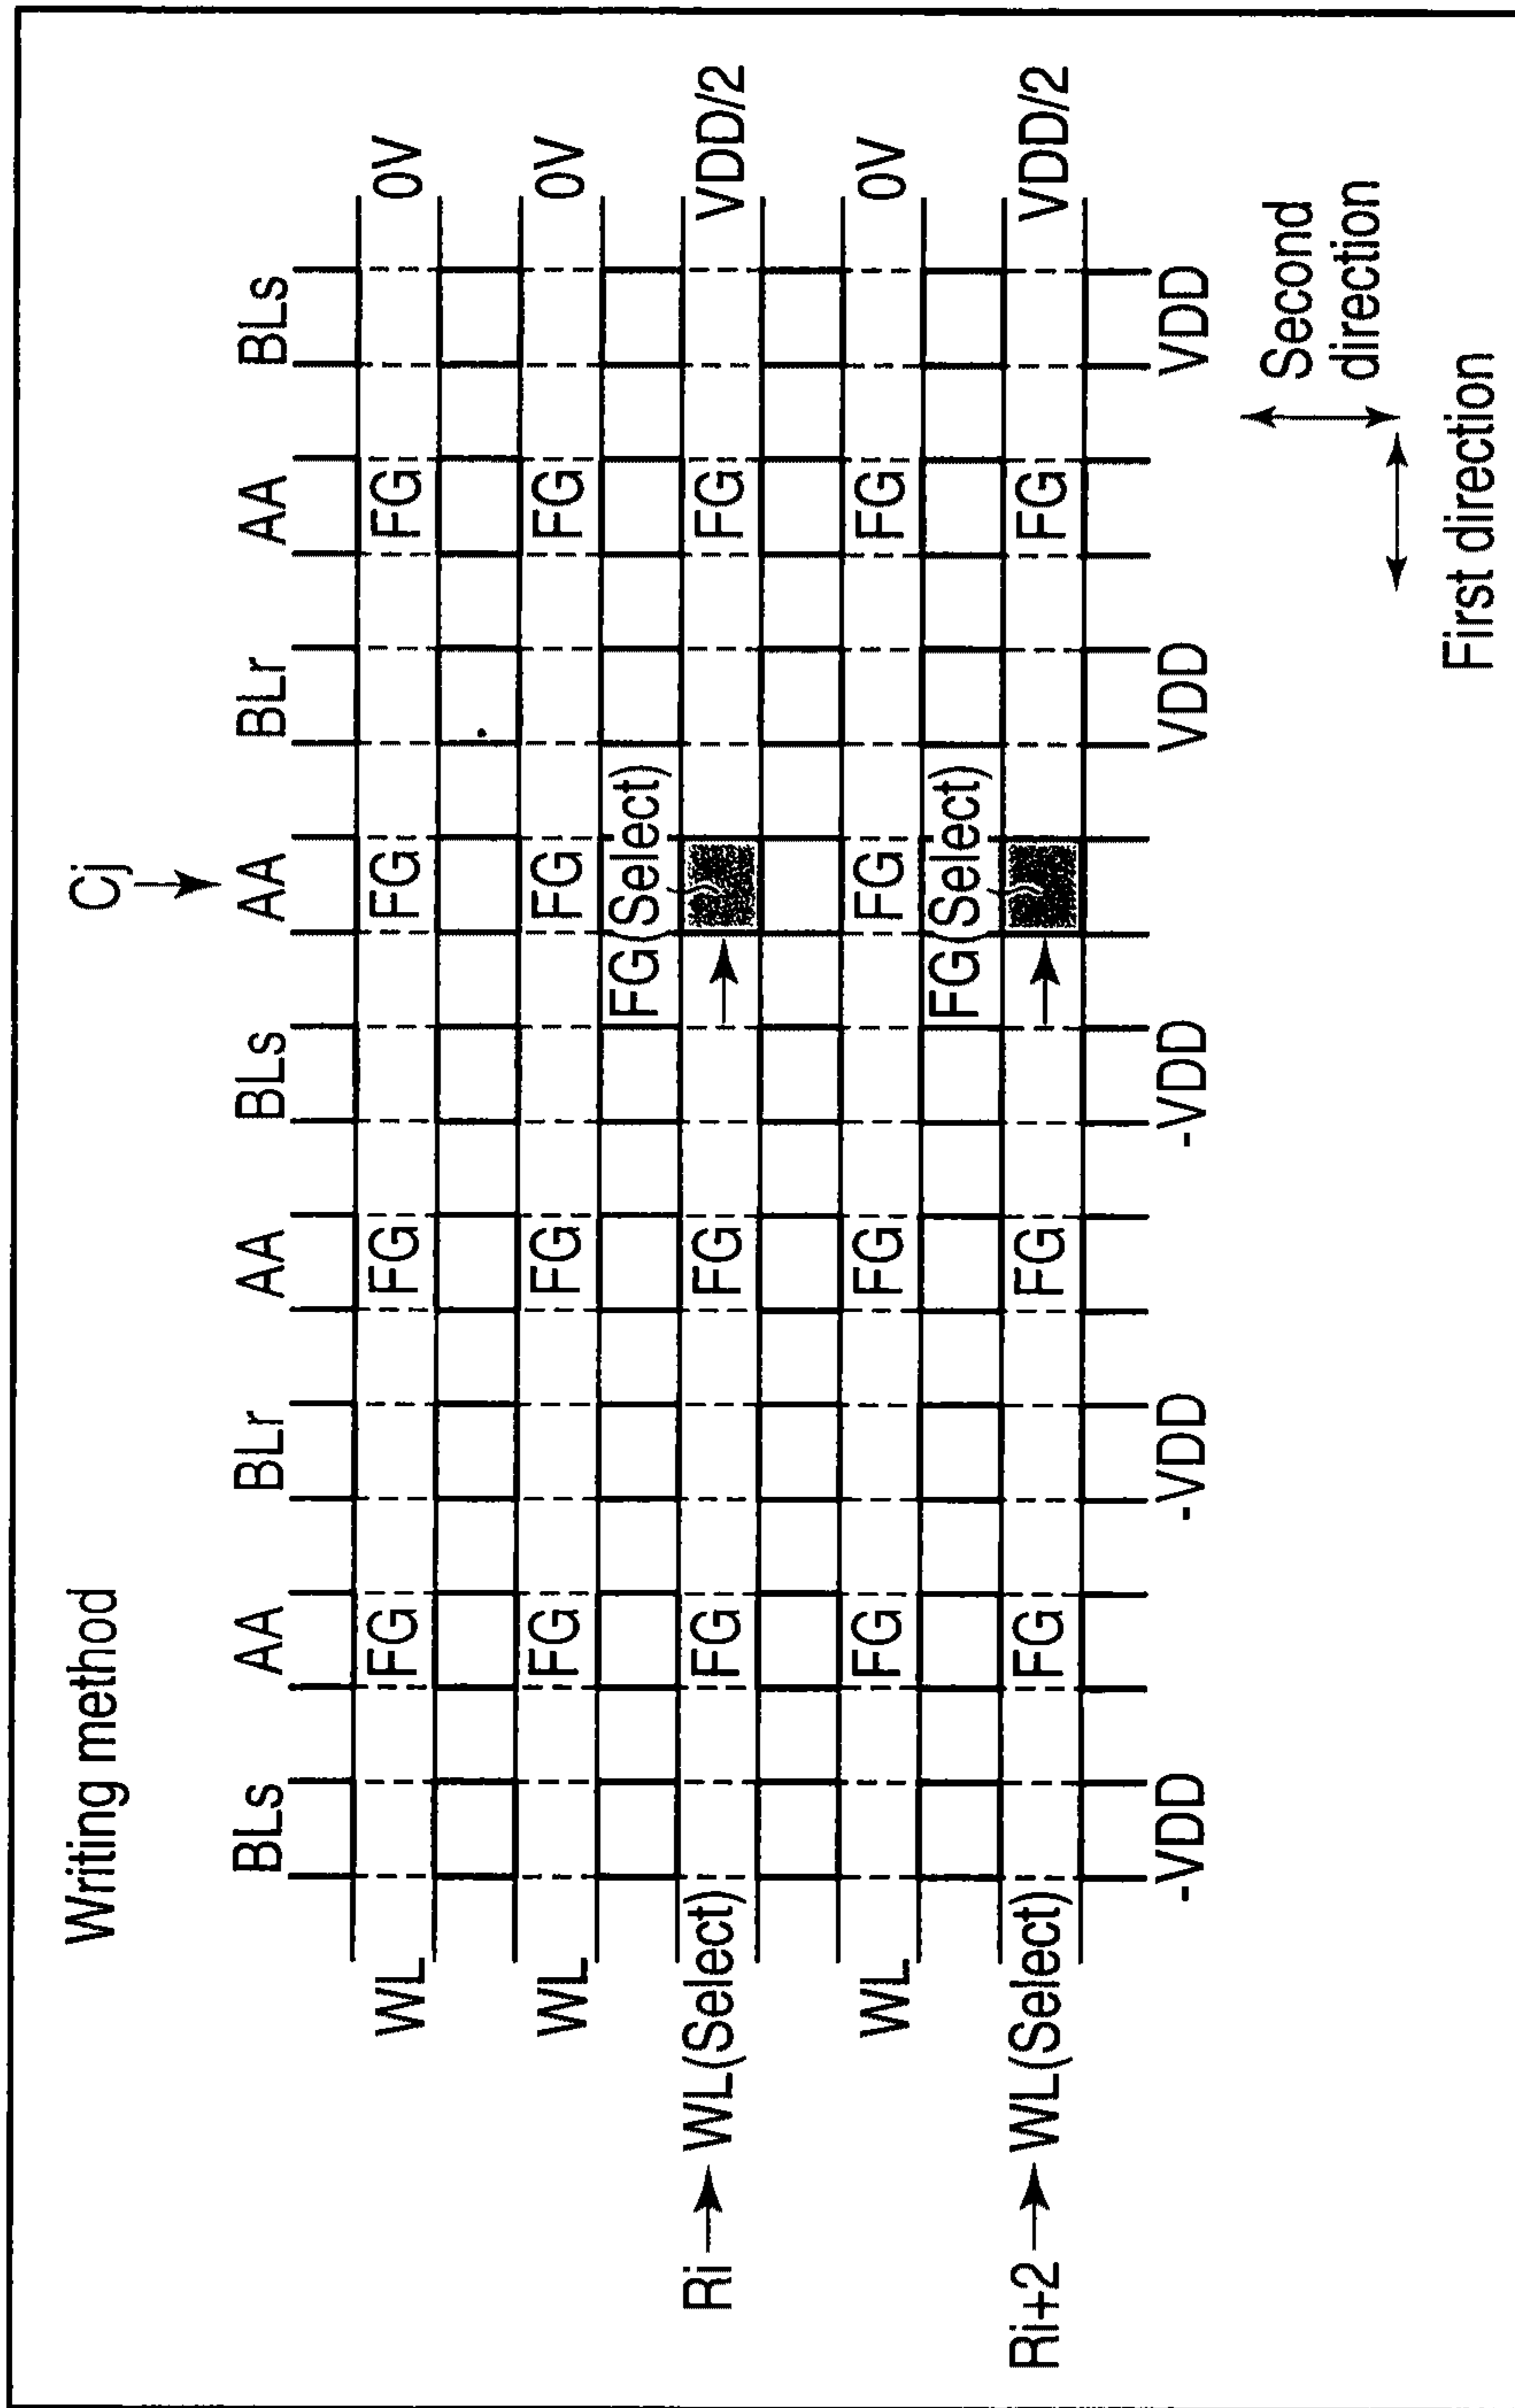 Writing method
Cj
BLs AA BLr AA BLs AA BLr AA BLs
WL FG FG FG FG 0V
WL FG FG FG FG 0V
FG(Select)
Ri WL(Select) FG FG FG VDD/2
WL FG FG FG FG 0V
FG(Select)
Ri+2 WL(Select) FG FG FG VDD/2
-VDD -VDD -VDD VDD VDD
Second
direction
First direction